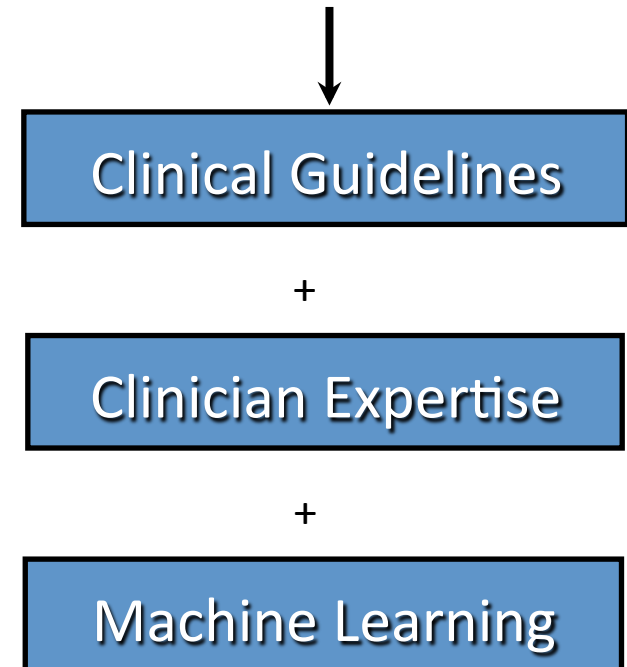 Clinical Guidelines
+
Clinician Expertise
+
Machine Learning